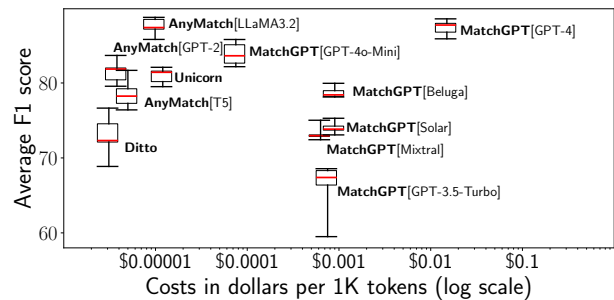 AnyMatch[LLaMA3.2]
MatchGPT[GPT-4]
AnyMatch[GPT-2]
MatchGPT[GPT-4o-Mini]
Unicorn
AnyMatch[T5]
MatchGPT[Beluga]
MatchGPT[Solar]
Ditto
MatchGPT[Mixtral]
MatchGPT[GPT-3.5-Turbo]
Average F1 score
80
70
60
$0.00001 $0.0001 $0.001 $0.01 $0.1
Costs in dollars per 1K tokens (log scale)